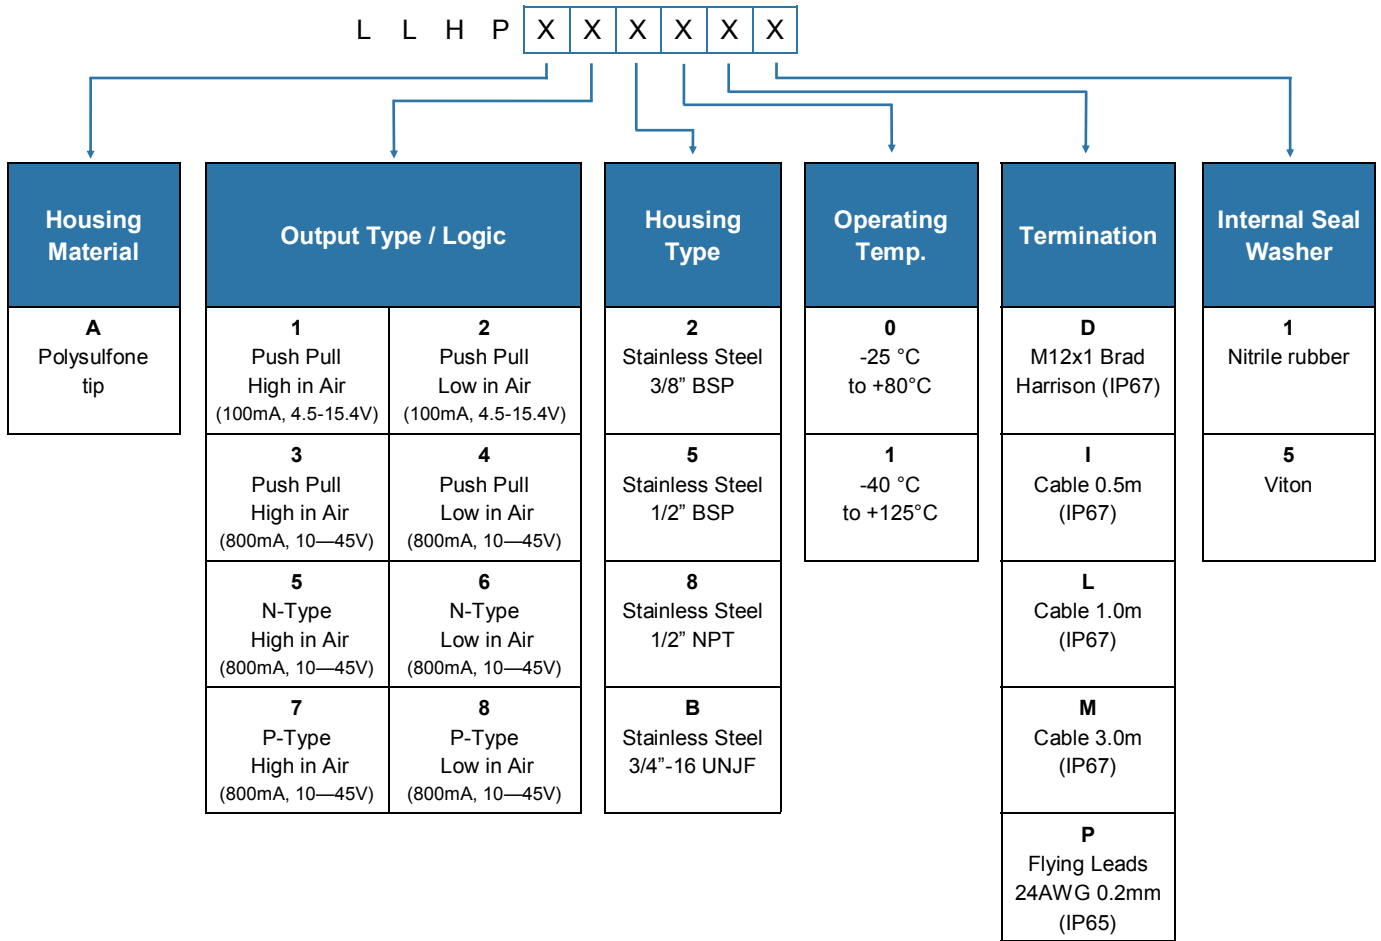 L L H P X X X X X X
Housing
Material
Output Type / Logic
Housing
Type
Operating
Temp.
Termination
Internal Seal
Washer
A
Polysulfone
tip
1
Push Pull
High in Air
(100mA, 4.5-15.4V)
2
Push Pull
Low in Air
(100mA, 4.5-15.4V)
3
Push Pull
High in Air
(800mA, 10—45V)
4
Push Pull
Low in Air
(800mA, 10—45V)
5
N-Type
High in Air
(800mA, 10—45V)
6
N-Type
Low in Air
(800mA, 10—45V)
7
P-Type
High in Air
(800mA, 10—45V)
8
P-Type
Low in Air
(800mA, 10—45V)
2
Stainless Steel
3/8” BSP
5
Stainless Steel
1/2” BSP
8
Stainless Steel
1/2” NPT
B
Stainless Steel
3/4”-16 UNJF
0
-25 °C
to +80°C
1
-40 °C
to +125°C
D
M12x1 Brad
Harrison (IP67)
I
Cable 0.5m
(IP67)
L
Cable 1.0m
(IP67)
M
Cable 3.0m
(IP67)
P
Flying Leads
24AWG 0.2mm
(IP65)
1
Nitrile rubber
5
Viton